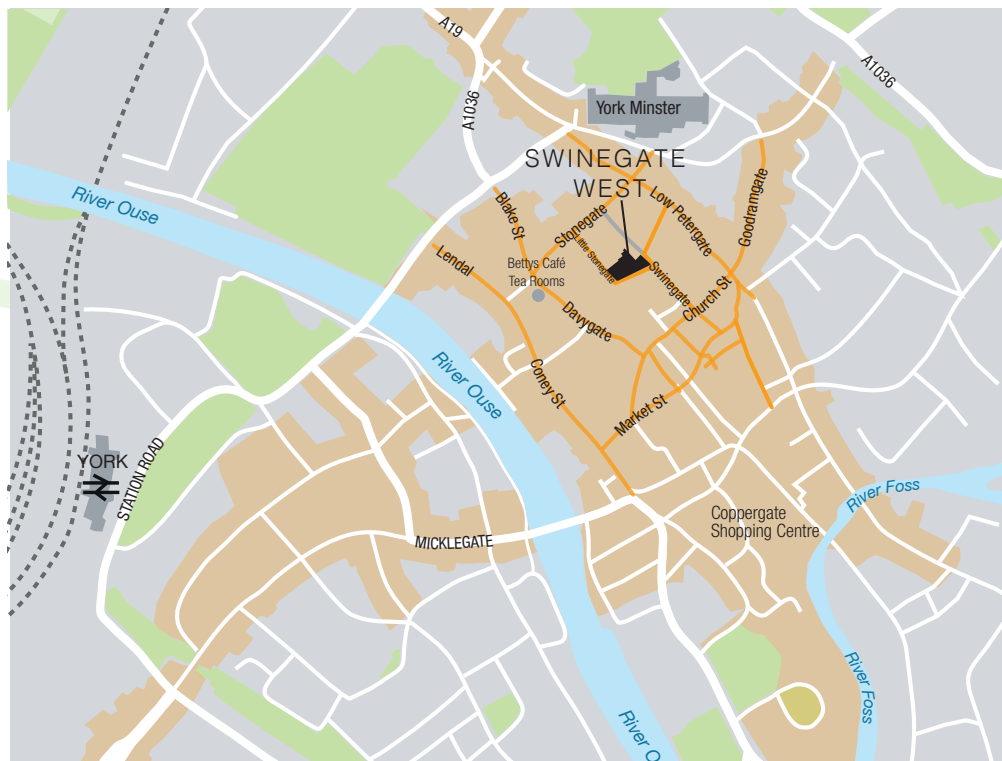 A19
A1036
A1036
York Minster
SWINEGATE
WEST
River Ouse
Blake St
Stonegate
Low Petergate
Goodramgate
Lendal
Little Stonegate
Bettys Café
Tea Rooms
Swinegate
Church St
Davygate
River Ouse
Coney St
Market St
YORK
STATION ROAD
MICKLEGATE
Coppergate
Shopping Centre
River Foss
River Foss
River O